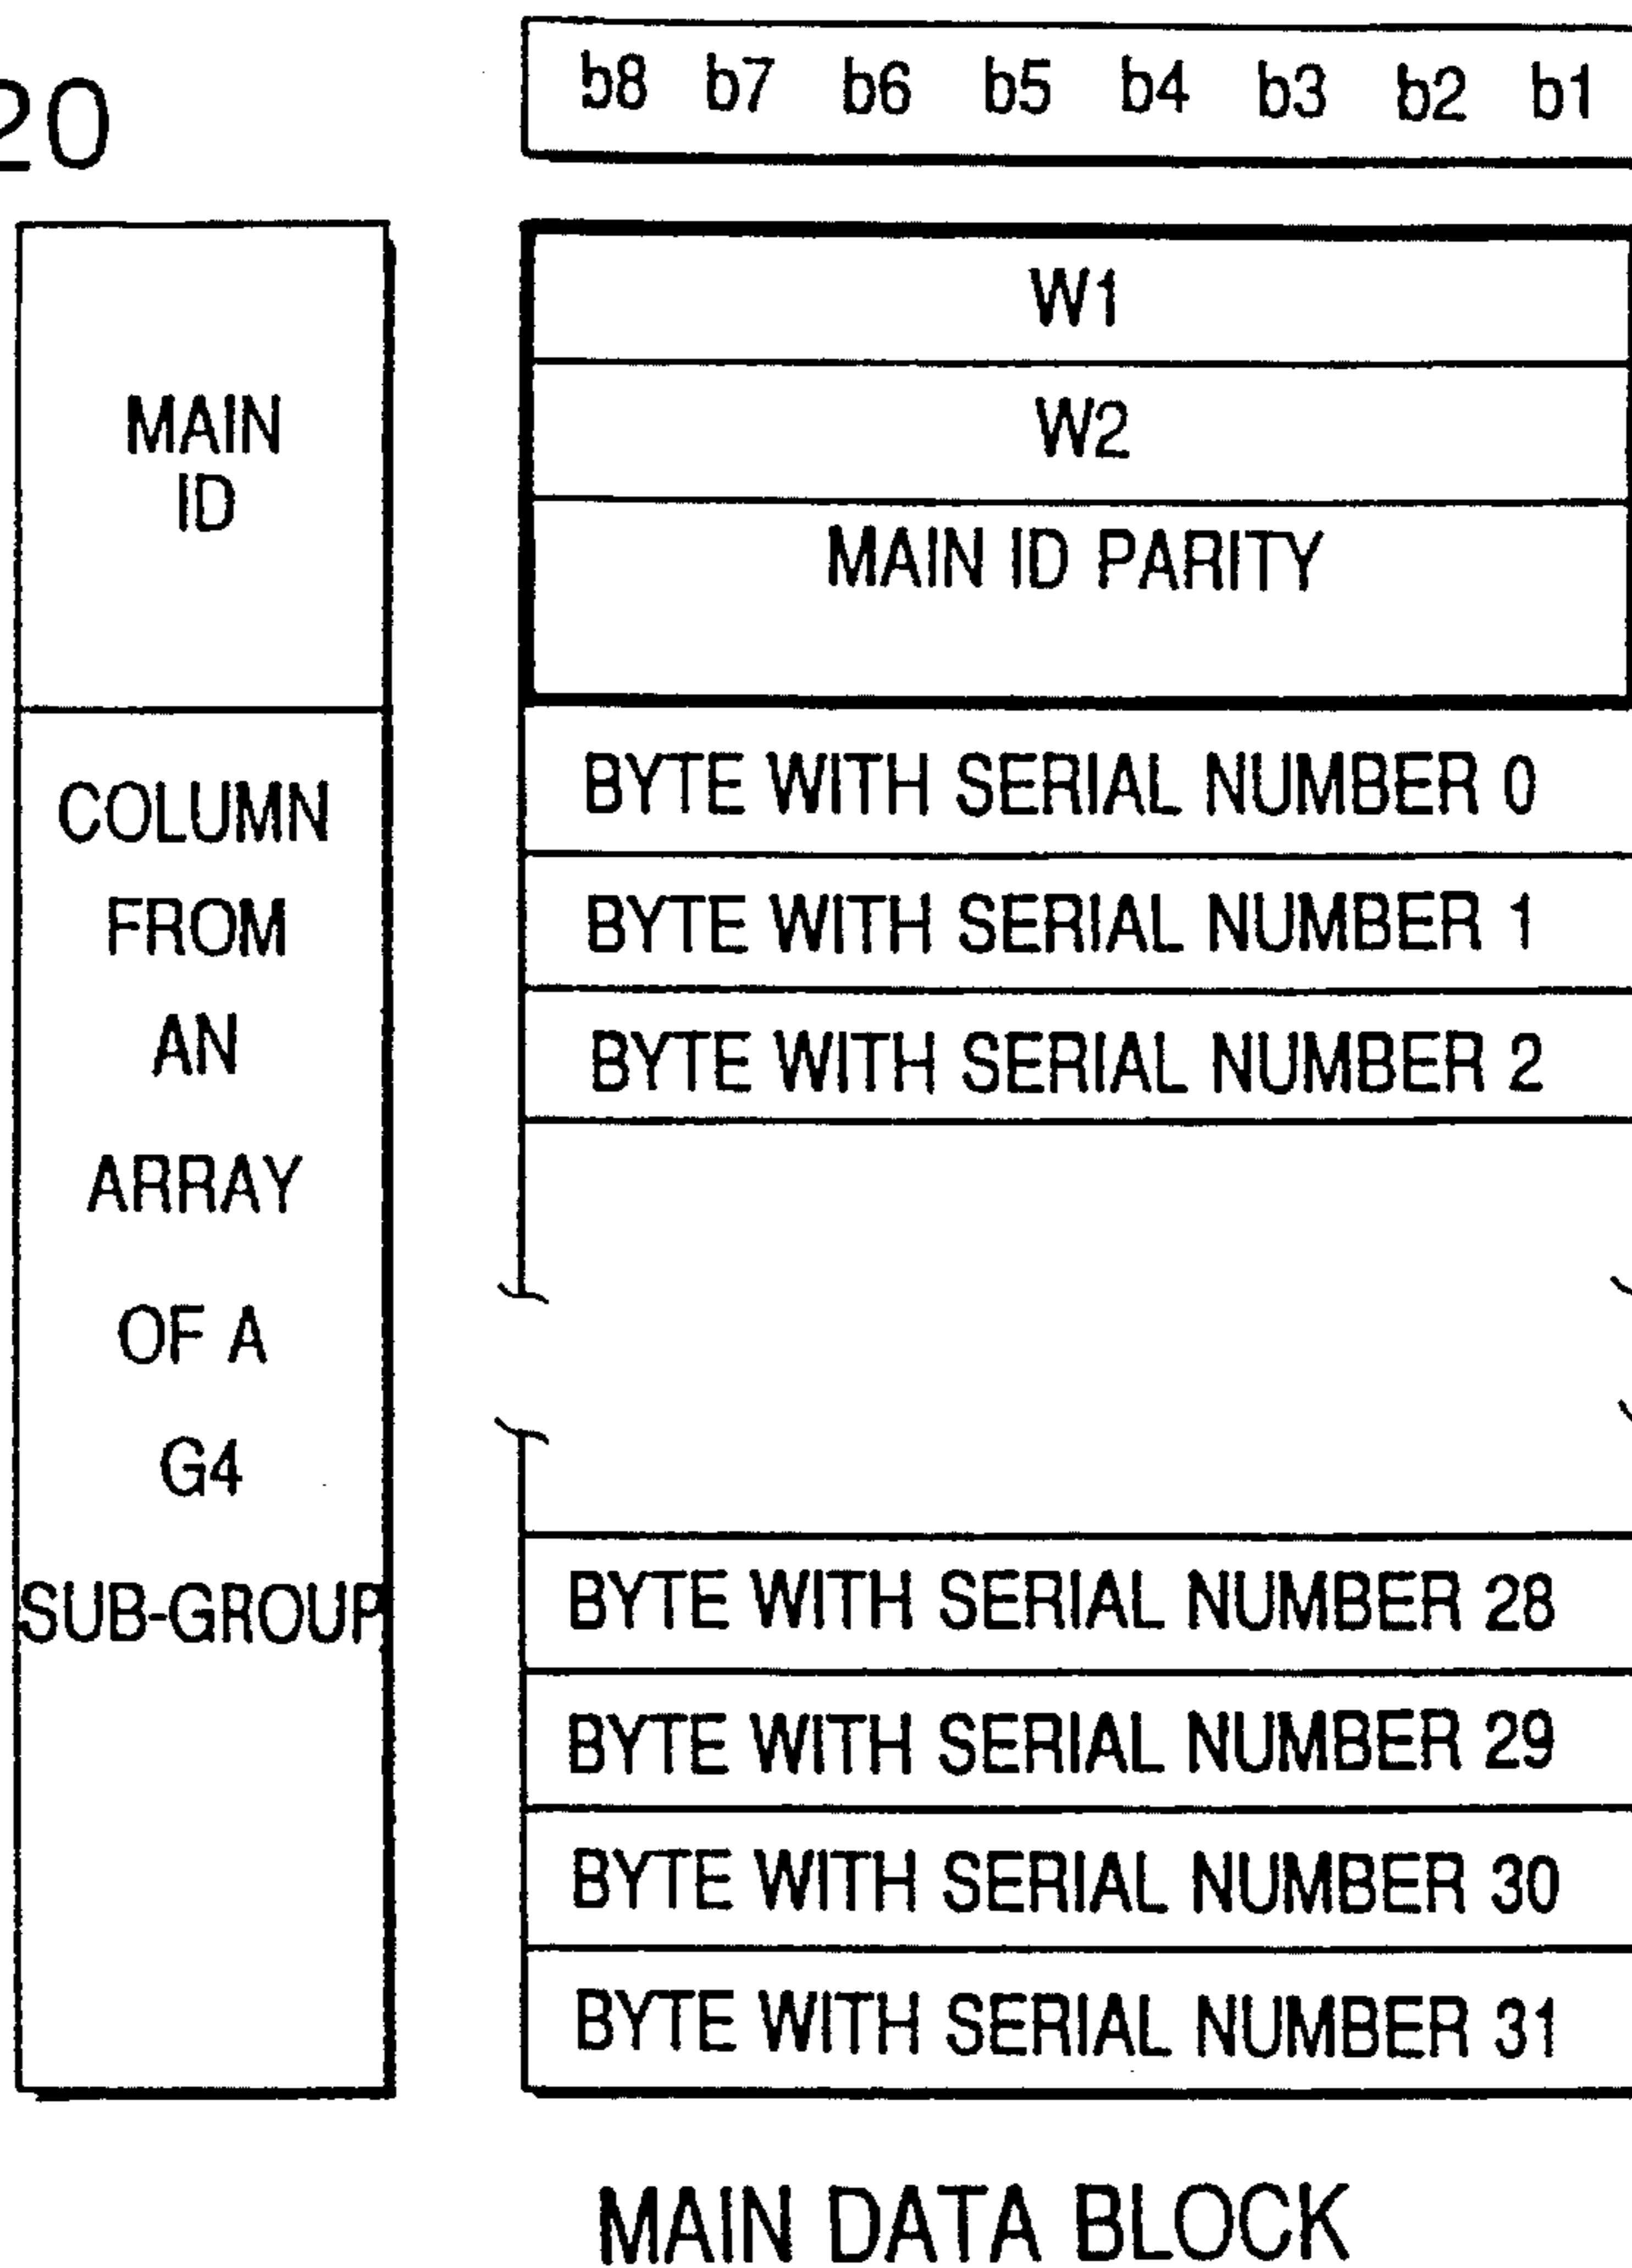 20
b8 b7 b6 b5 b4 b3 b2 b1
MAIN
ID
W1
W2
MAIN ID PARITY
COLUMN
FROM
AN
ARRAY
OF A
G4
SUB-GROUP
BYTE WITH SERIAL NUMBER 0
BYTE WITH SERIAL NUMBER 1
BYTE WITH SERIAL NUMBER 2
BYTE WITH SERIAL NUMBER 28
BYTE WITH SERIAL NUMBER 29
BYTE WITH SERIAL NUMBER 30
BYTE WITH SERIAL NUMBER 31
MAIN DATA BLOCK